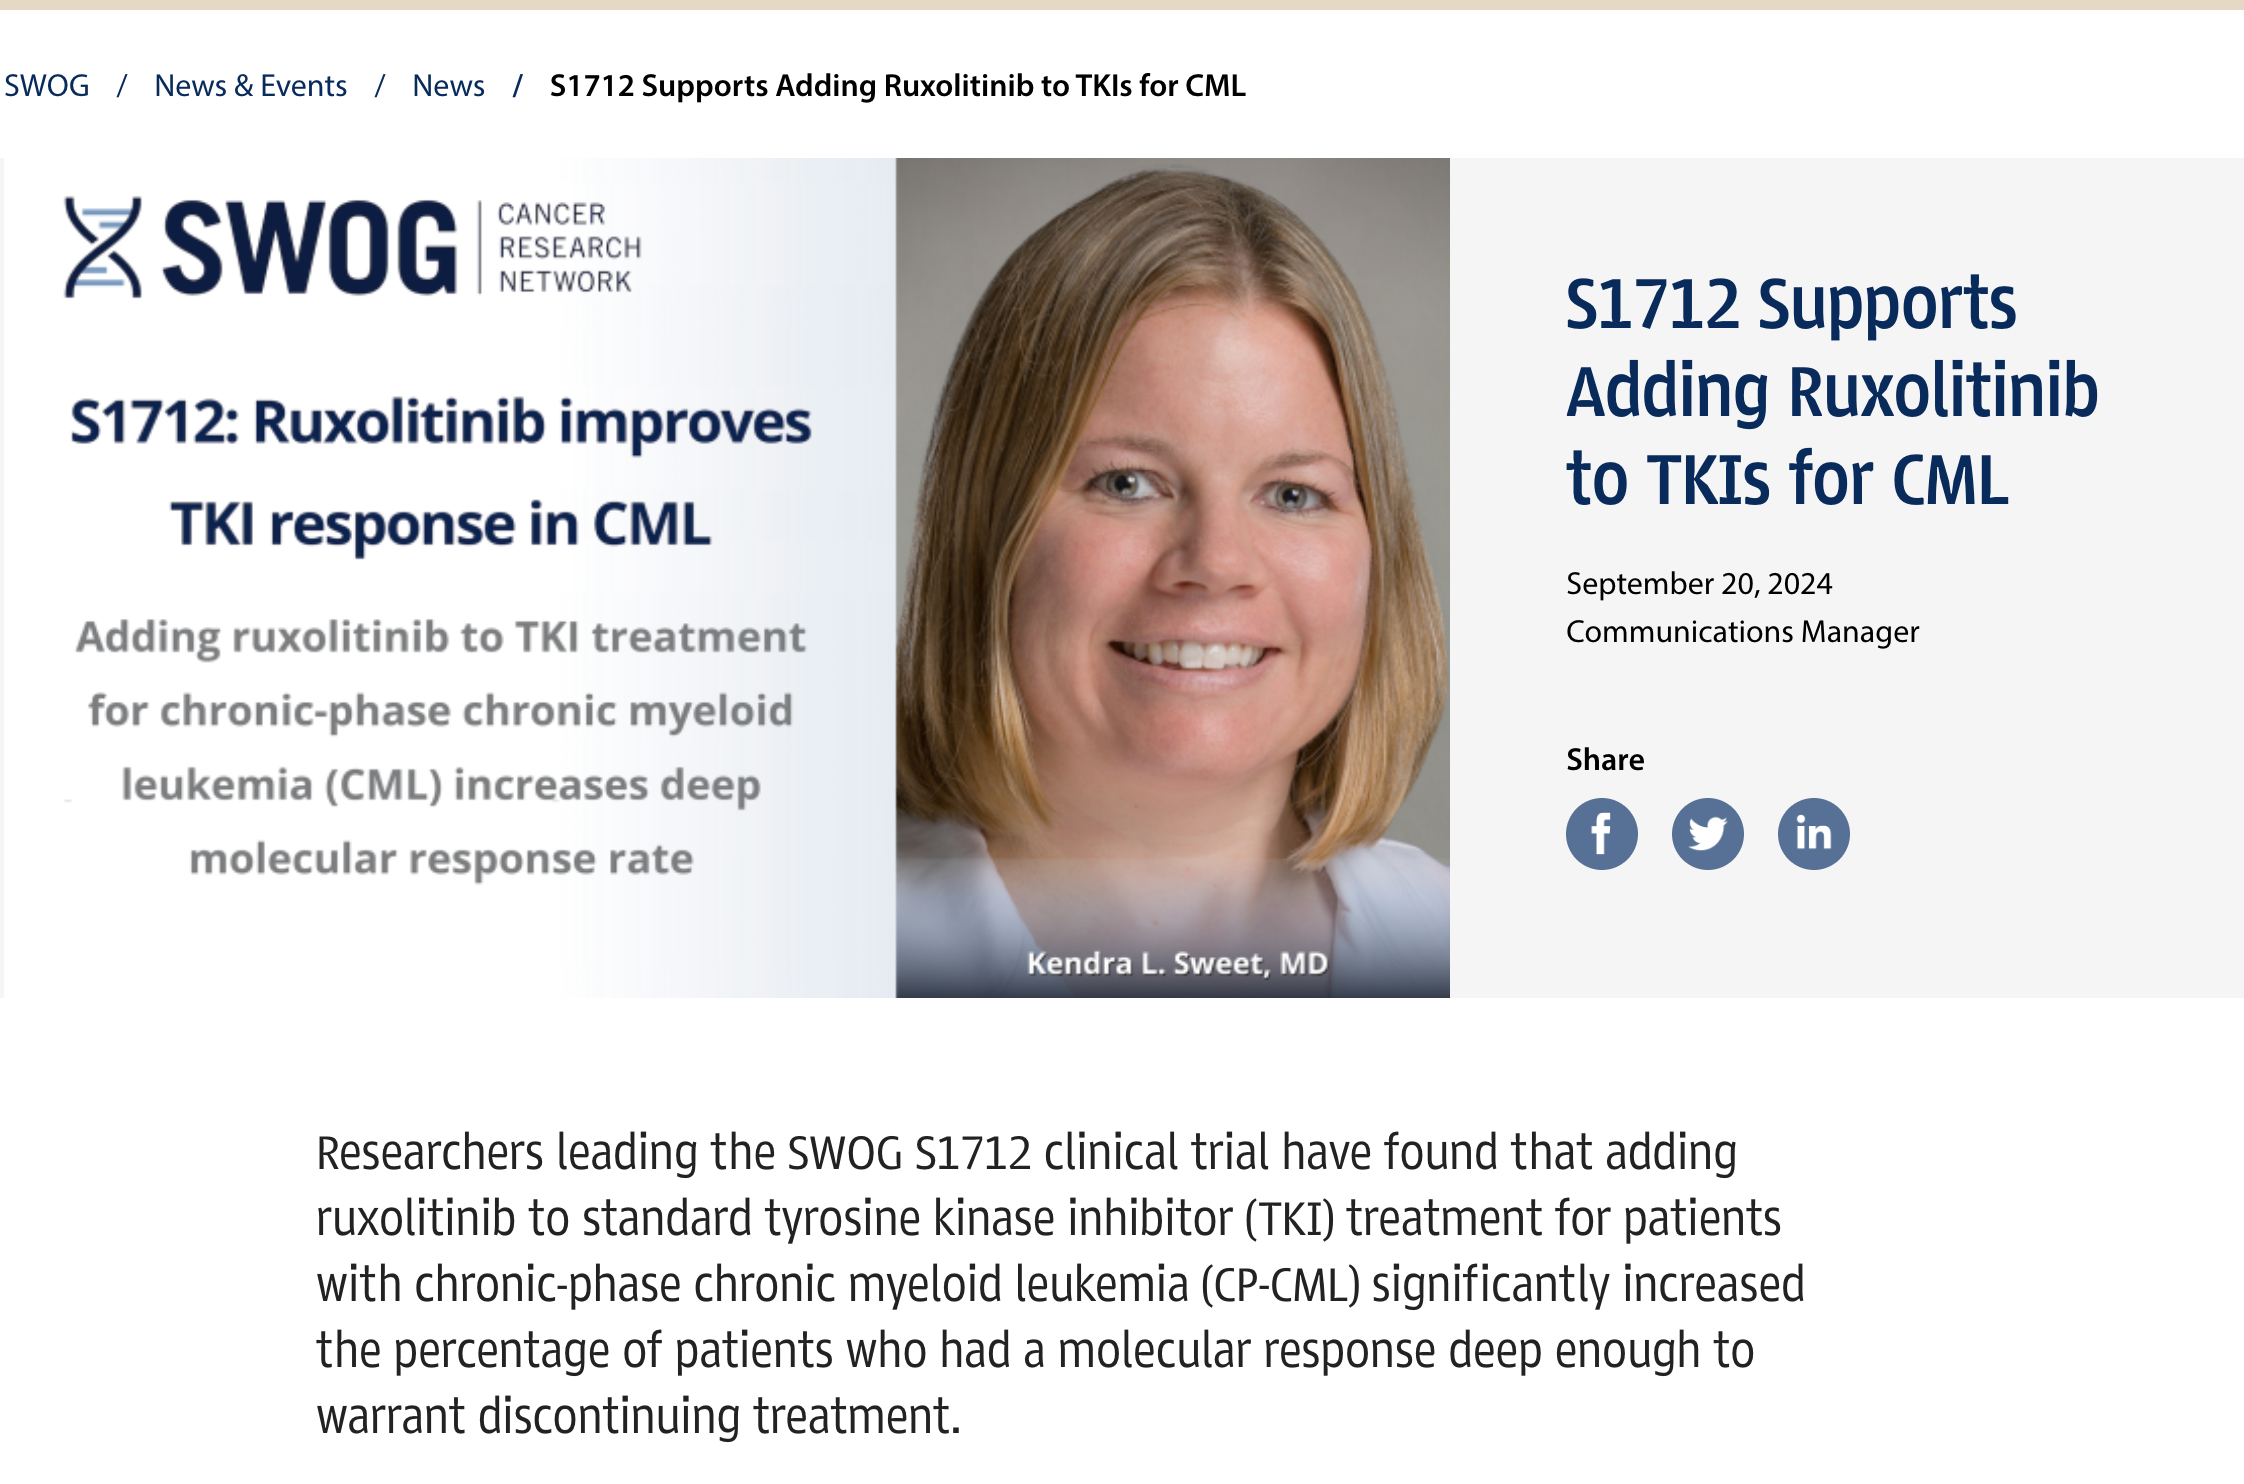 SWOG / News & Events / News / S1712 Supports Adding Ruxolitinib to TKIs for CML
SWOG
CANCER
RESEARCH
NETWORK
S1712: Ruxolitinib improves
TKI response in CML
Adding ruxolitinib to TKI treatment
for chronic-phase chronic myeloid
leukemia (CML) increases deep
molecular response rate
Kendra L. Sweet, MD
S1712 Supports
Adding Ruxolitinib
to TKIs for CML
September 20, 2024
Communications Manager
Share
f
in
Researchers leading the SWOG S1712 clinical trial have found that adding
ruxolitinib to standard tyrosine kinase inhibitor (TKI) treatment for patients
with chronic-phase chronic myeloid leukemia (CP-CML) significantly increased
the percentage of patients who had a molecular response deep enough to
warrant discontinuing treatment.